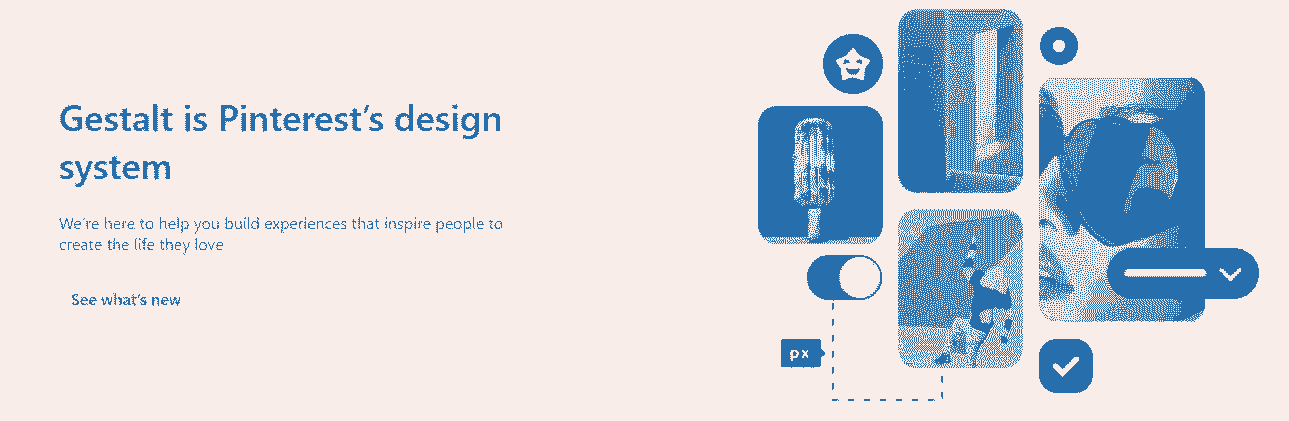 Gestalt is Pinterest’s design
system
We’re here to help you build experiences that inspire people to
create the life they love
See what’s new
px